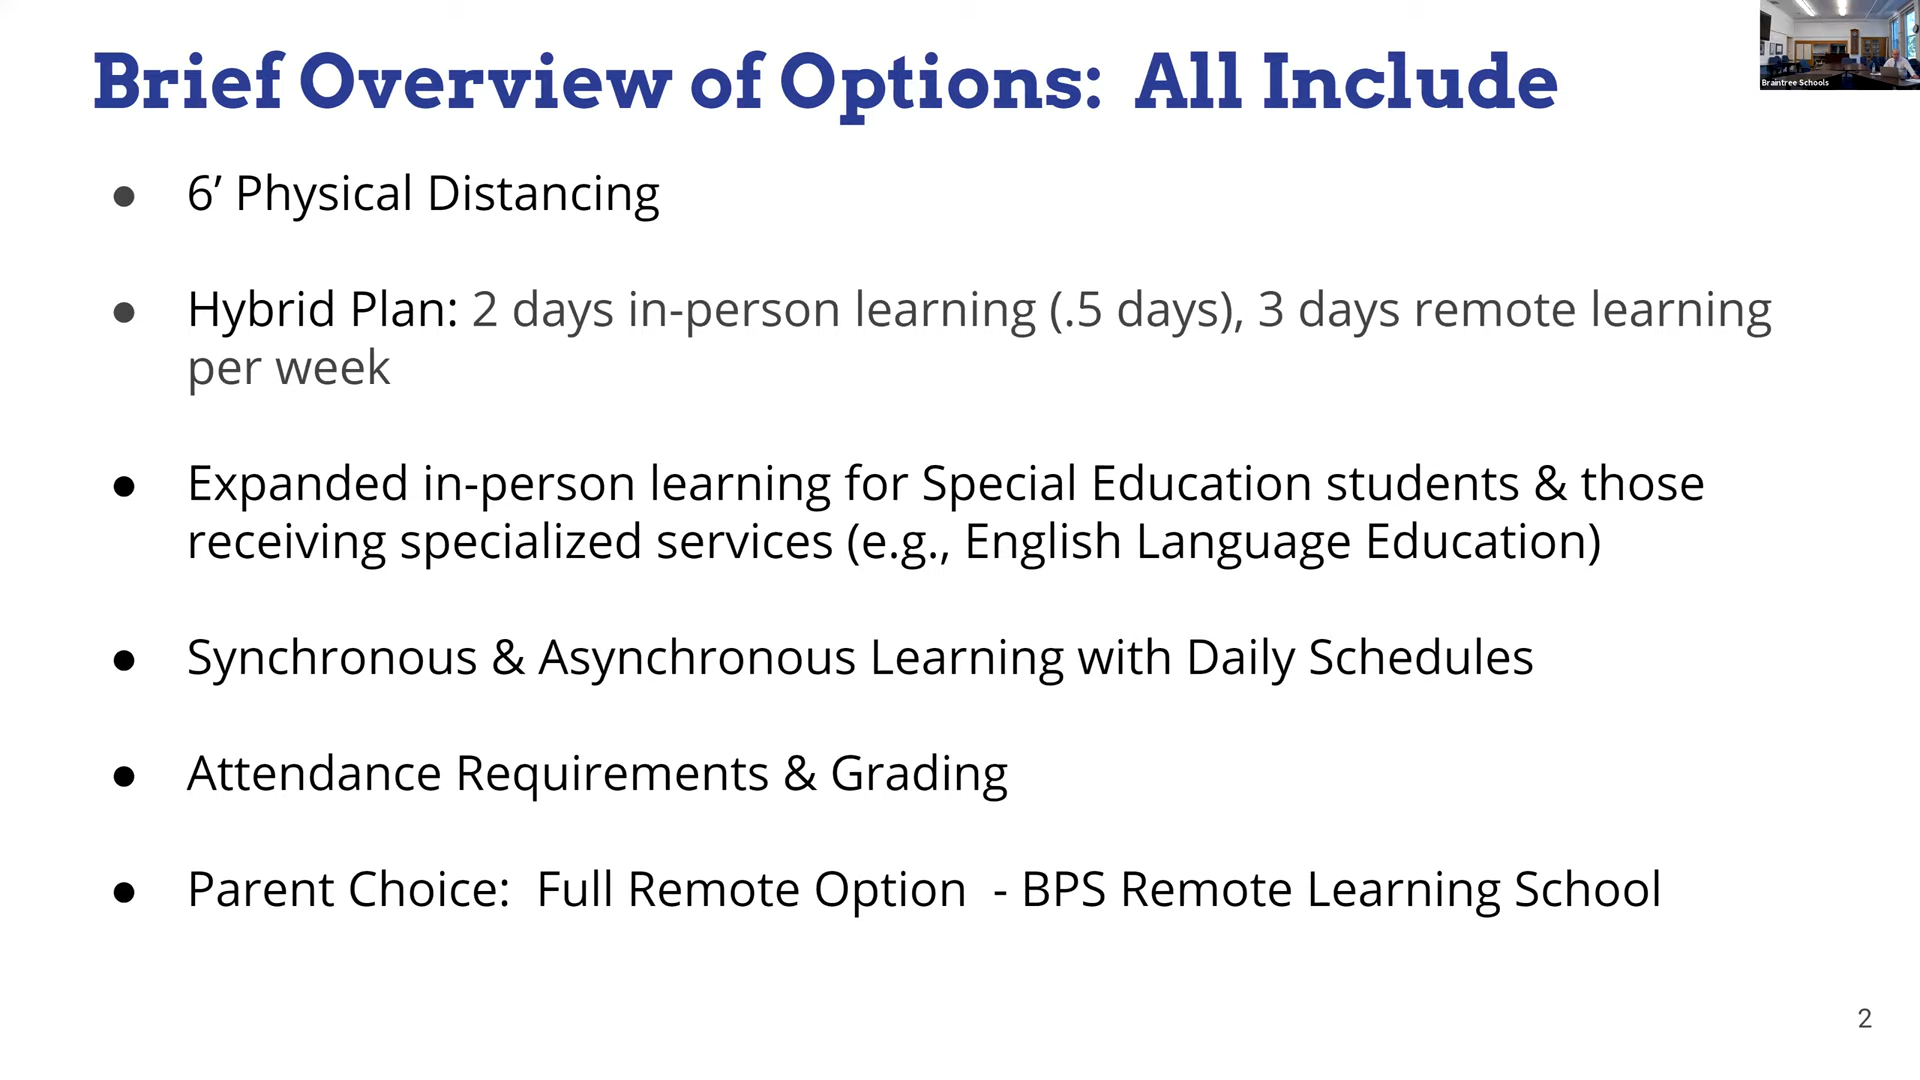 Brief Overview of Options:  All Include
Braintree Schools
● 6’ Physical Distancing
● Hybrid Plan: 2 days in-person learning (.5 days), 3 days remote learning
per week
● Expanded in-person learning for Special Education students & those
receiving specialized services (e.g., English Language Education)
● Synchronous & Asynchronous Learning with Daily Schedules
● Attendance Requirements & Grading
● Parent Choice:  Full Remote Option  - BPS Remote Learning School
2